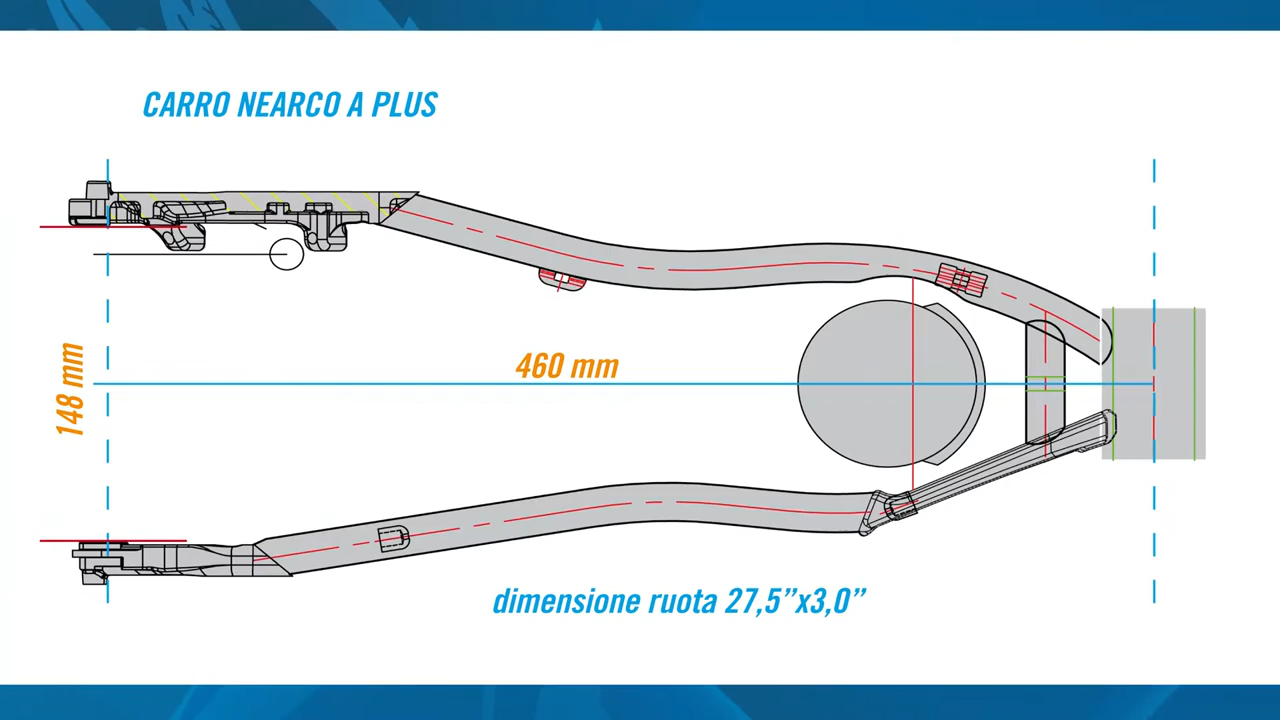 CARRO NEARCO A PLUS
460 mm
148 mm
dimensione ruota 27,5”x3,0”